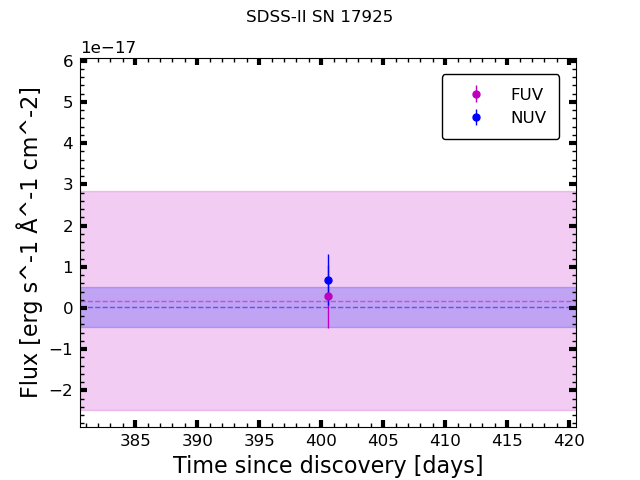 SDSS-II SN 17925
1e−17
6
5
4
3
2
1
0
−1
−2
Flux [erg s^-1 Å^-1 cm^-2]
FUV
NUV
385 390 395 400 405 410 415 420
Time since discovery [days]